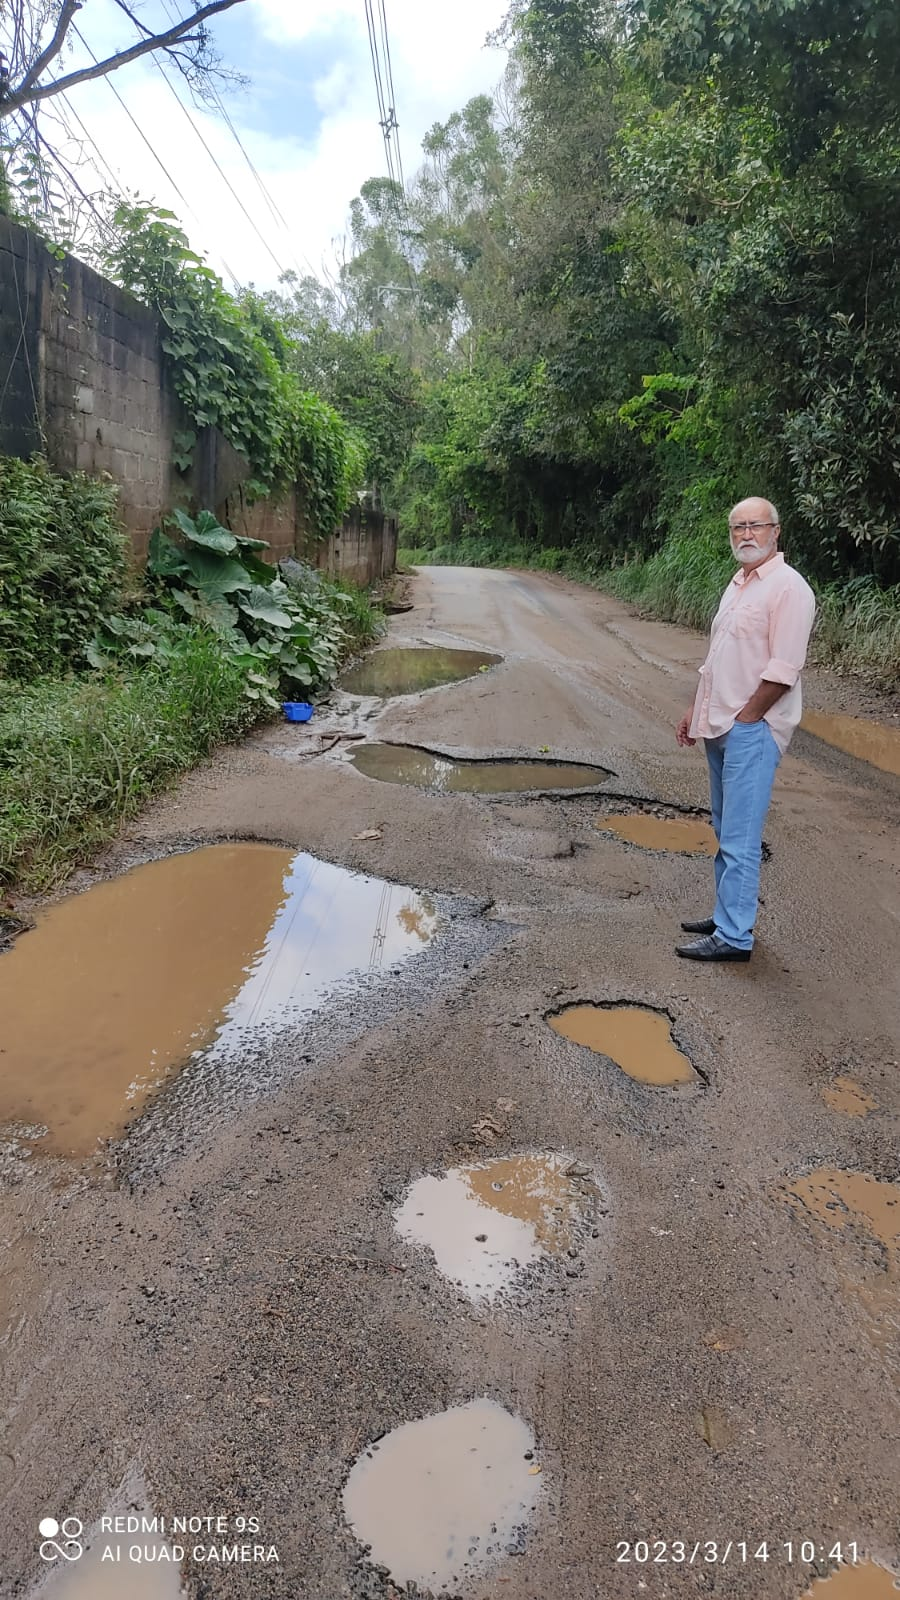 REDMI NOTE 9S
AI QUAD CAMERA
2023/3/14 10:41